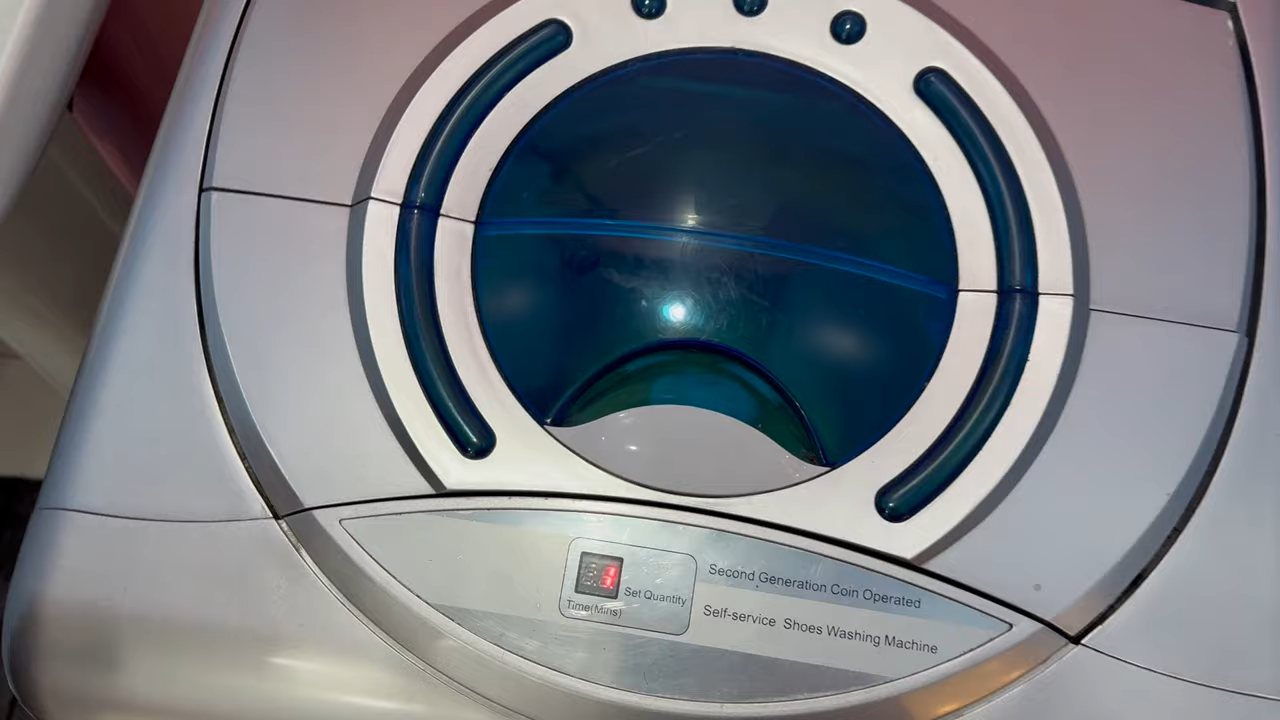 Set Quantity
Time(Mins)
Second Generation Coin Operated
Self-service Shoes Washing Machine